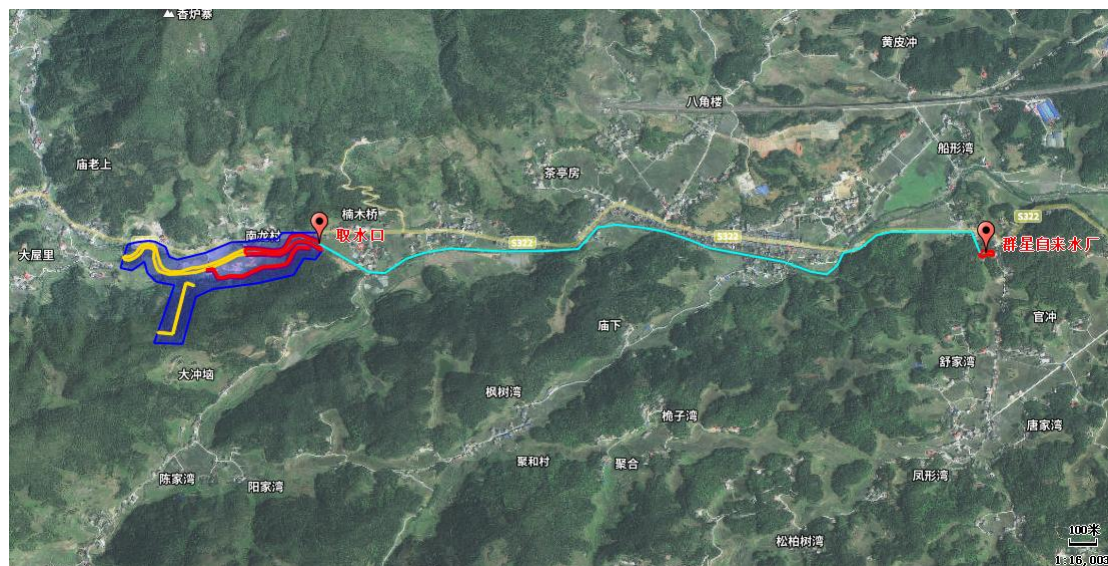 香炉寨
黄皮冲
八角楼
船形湾
庙老上
茶亭房
楠木桥
取水口
南龙村
S322
S322
S322
群星自来水厂
大屋里
官冲
庙下
舒家湾
大冲垴
枫树湾
桅子湾
唐家湾
聚和村
聚合
凤形湾
陈家湾
阳家湾
松柏树湾
100米
1:16,003